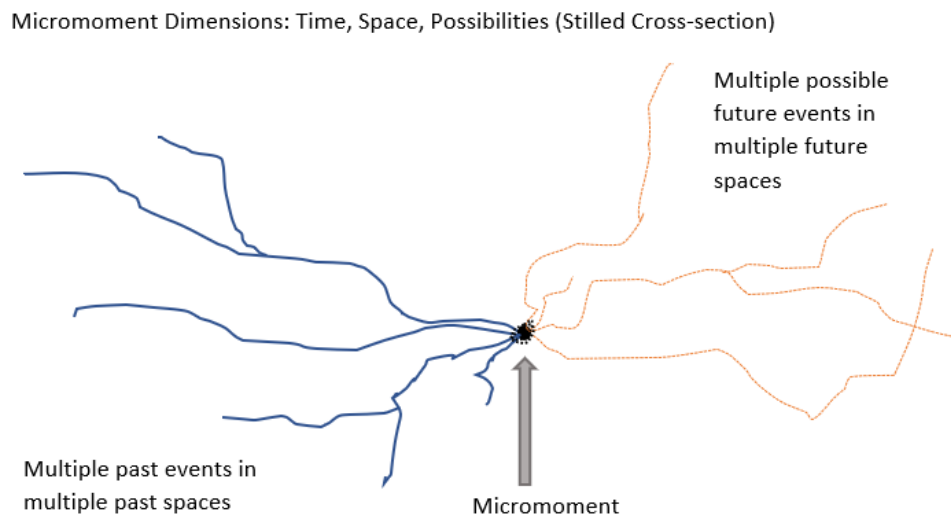 Micromoment Dimensions: Time, Space, Possibilities (Stilled Cross-section)
Multiple possible
future events in
multiple future
spaces
Multiple past events in
multiple past spaces
Micromoment